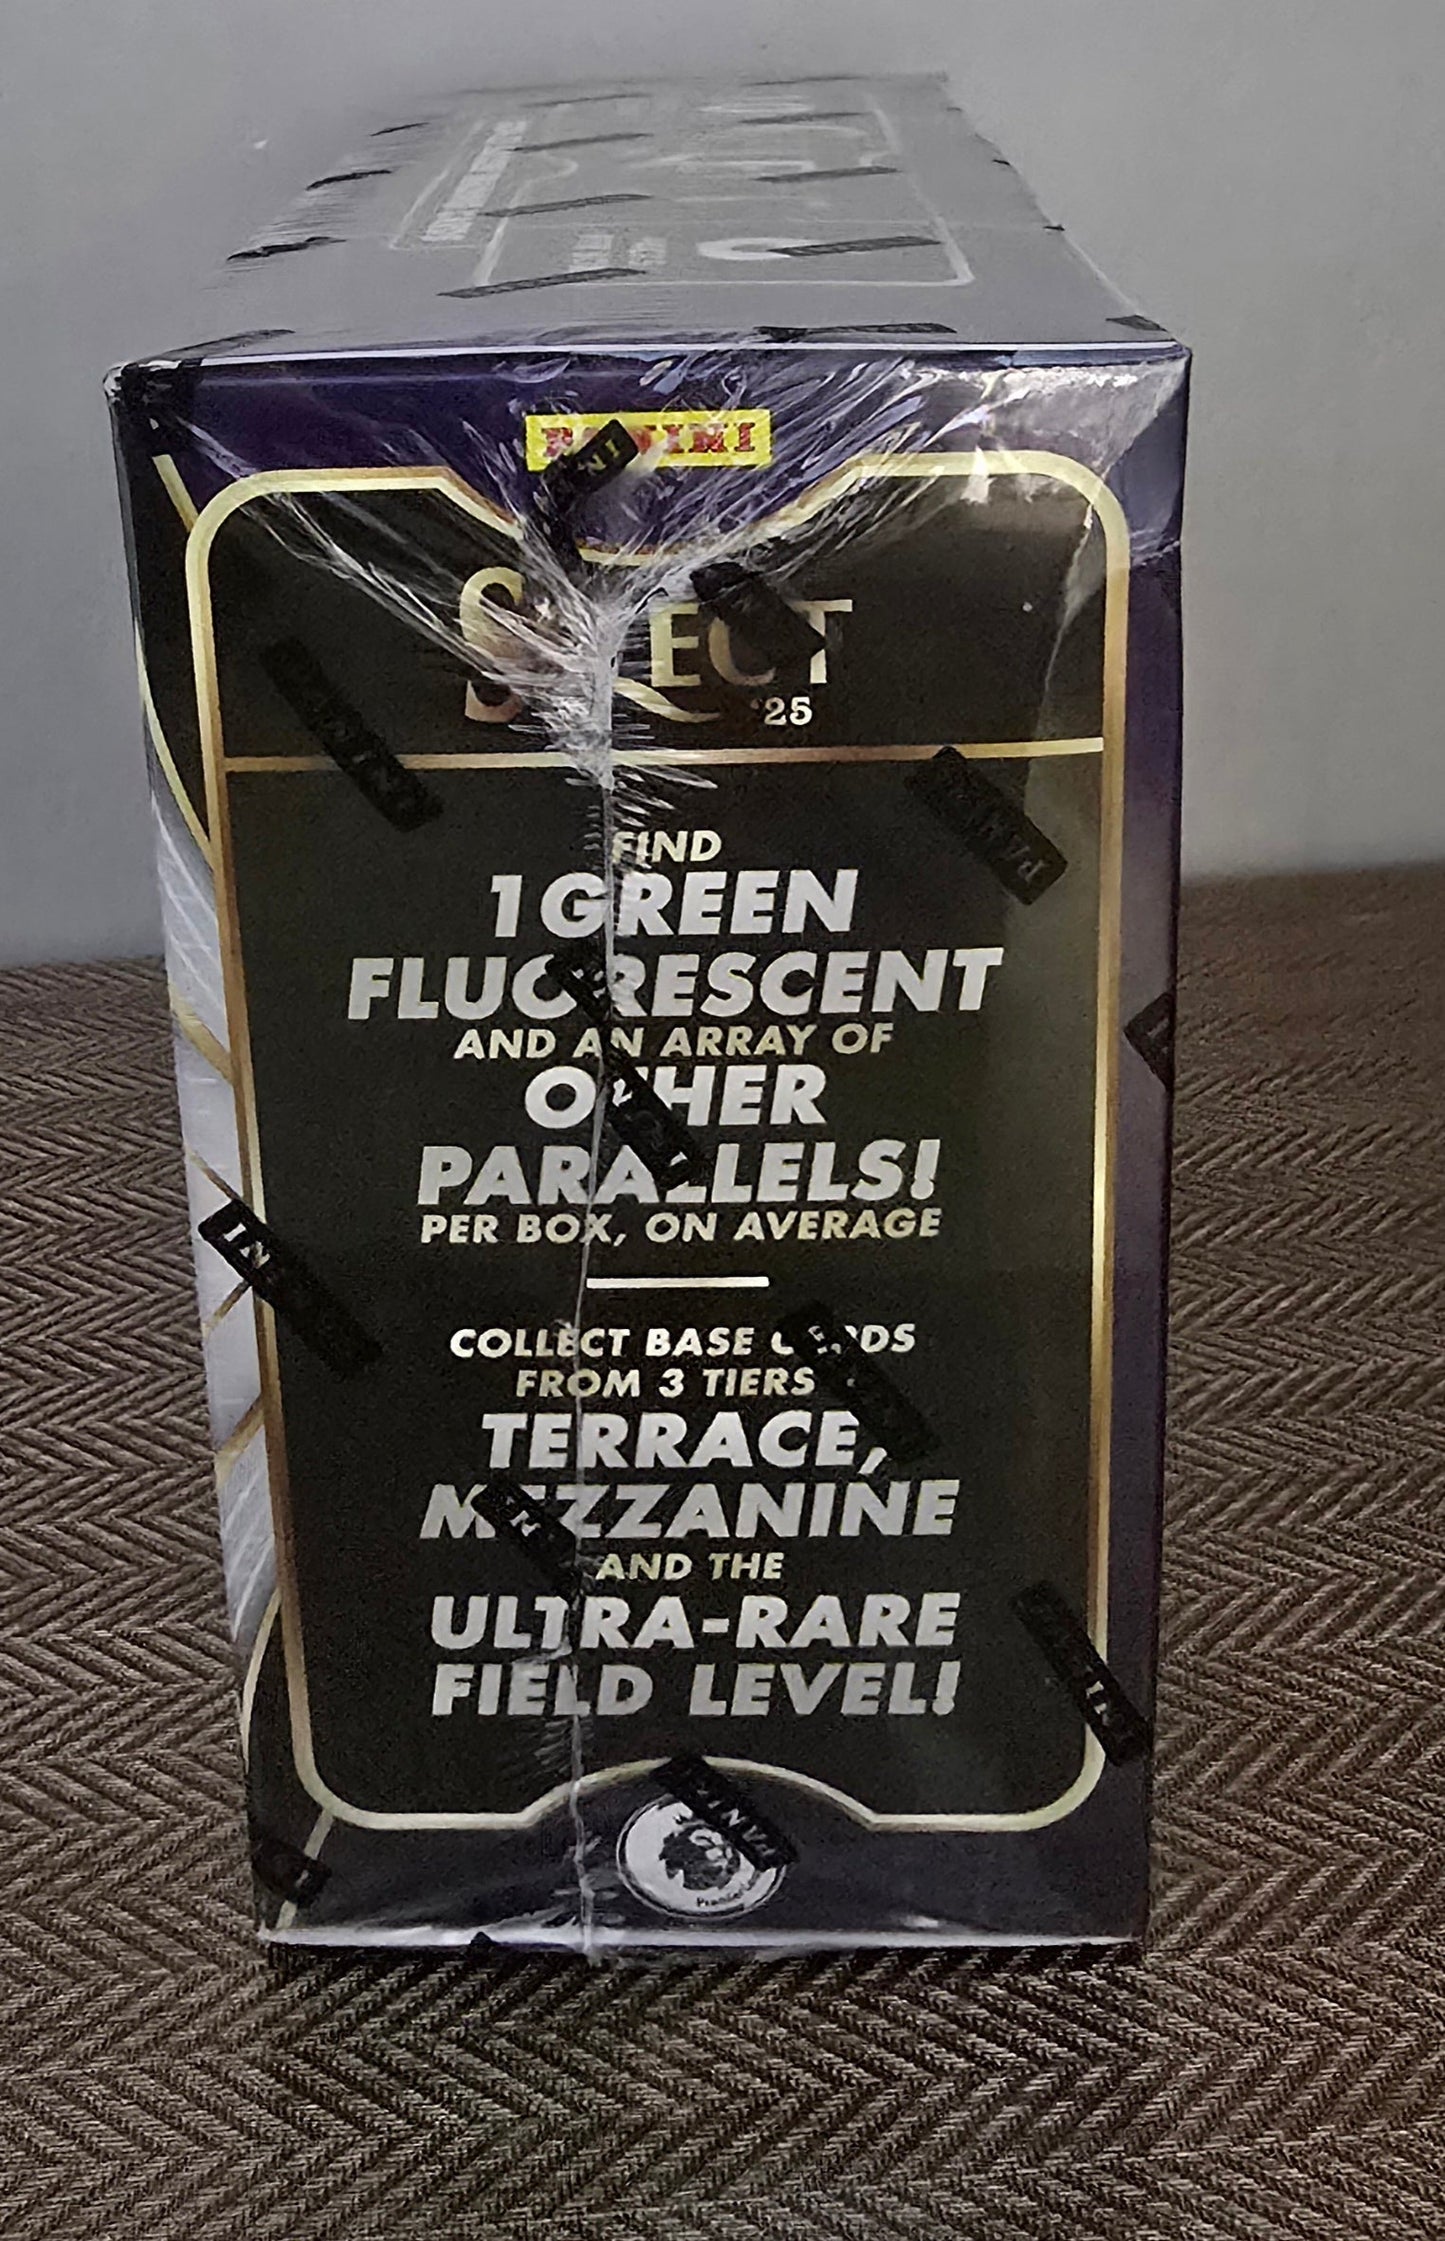 PANINI
SELECT
'25
FIND
1 GREEN
FLUORESCENT
AND AN ARRAY OF
OTHER
PARALLELS!
PER BOX, ON AVERAGE
COLLECT BASE CARDS
FROM 3 TIERS
TERRACE,
MEZZANINE
AND THE
ULTRA-RARE
FIELD LEVEL!